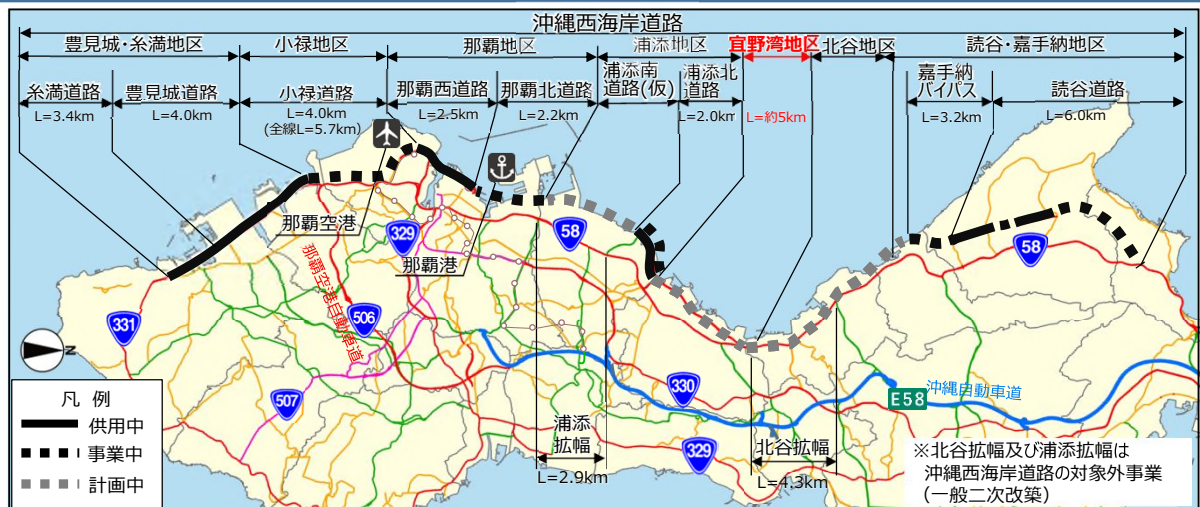 沖縄西海岸道路
豊見城・糸満地区
小禄地区
那覇地区
浦添地区
宜野湾地区
北谷地区
読谷・嘉手納地区
糸満道路
L=3.4km
豊見城道路
L=4.0km
小禄道路
L=4.0km
(全線L=5.7km)
那覇西道路
L=2.5km
那覇北道路
L=2.2km
浦添南
道路(仮)
浦添北
道路
L=2.0km
L=約5km
嘉手納
バイパス
L=3.2km
読谷道路
L=6.0km
那覇空港
那覇港
329
58
58
那覇空港自動車道
506
331
N
507
330
329
E58
沖縄自動車道
浦添
拡幅
L=2.9km
北谷拡幅
L=4.3km
凡 例
供用中
事業中
計画中
※北谷拡幅及び浦添拡幅は
沖縄西海岸道路の対象外事業
(一般二次改築)